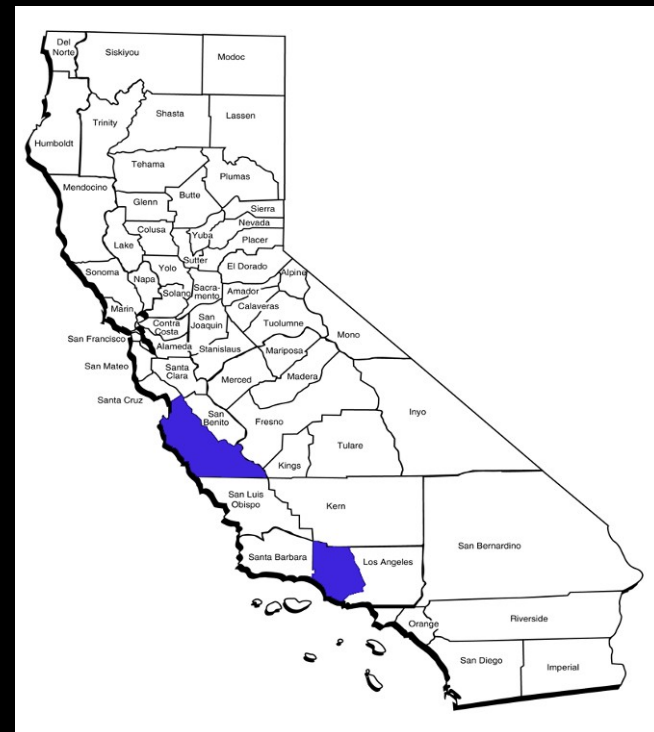 Del
Norte
Siskiyou
Modoc
Humboldt
Trinity
Shasta
Lassen
Tehama
Plumas
Mendocino
Glenn
Butte
Sierra
Nevada
Colusa
Yuba
Placer
Lake
Sutter
El Dorado
Sonoma
Napa
Yolo
Solano
Sacra-
mento
Amador
Alpine
Calaveras
Marin
Contra
Costa
San
Joaquin
Tuolumne
Mono
San Francisco
Alameda
Stanislaus
Mariposa
San Mateo
Santa
Clara
Merced
Madera
Santa Cruz
San
Benito
Fresno
Inyo
Kings
Tulare
San Luis
Obispo
Kern
Santa Barbara
Los Angeles
San Bernardino
Orange
Riverside
San Diego
Imperial